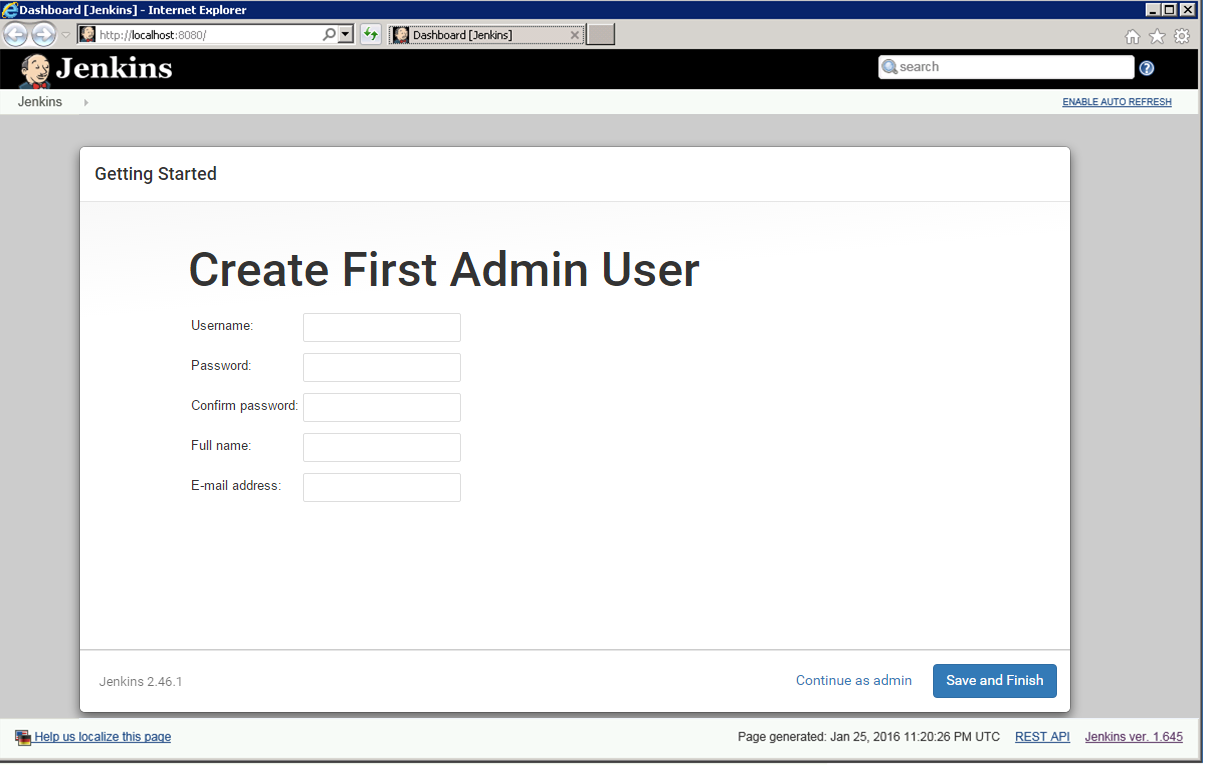 Dashboard [Jenkins] - Internet Explorer
http://localhost:8080/
Dashboard [Jenkins]
Jenkins
search
Jenkins
ENABLE AUTO REFRESH
Getting Started
Create First Admin User
Username:
Password:
Confirm password:
Full name:
E-mail address:
Jenkins 2.46.1
Continue as admin
Save and Finish
Help us localize this page
Page generated: Jan 25, 2016 11:20:26 PM UTC
REST API
Jenkins ver. 1.645